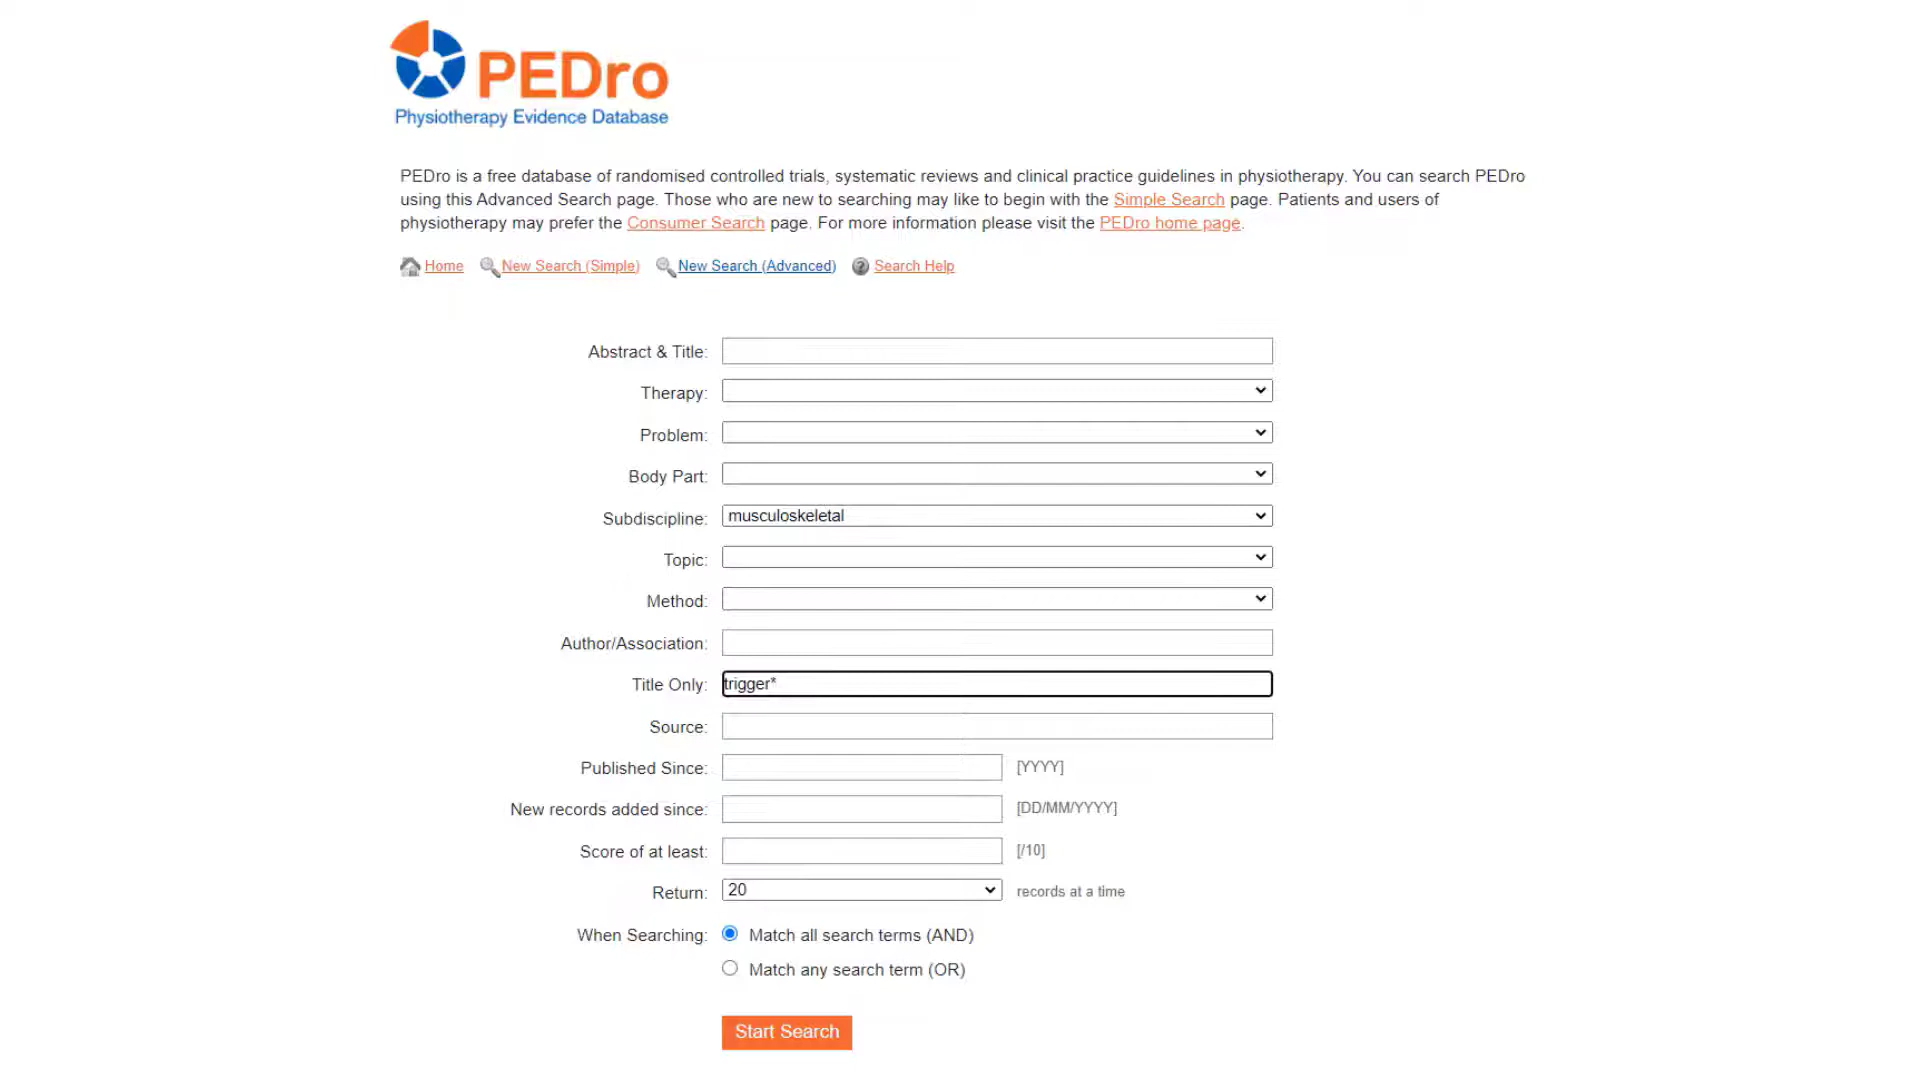 PEDro
Physiotherapy Evidence Database
PEDro is a free database of randomised controlled trials, systematic reviews and clinical practice guidelines in physiotherapy. You can search PEDro
using this Advanced Search page. Those who are new to searching may like to begin with the Simple Search page. Patients and users of
physiotherapy may prefer the Consumer Search page. For more information please visit the PEDro home page.
Home New Search (Simple) New Search (Advanced) ? Search Help
Abstract & Title:
Therapy:
Problem:
Body Part:
Subdiscipline: musculoskeletal
Topic:
Method:
Author/Association:
Title Only: trigger*
Source:
Published Since: [YYYY]
New records added since: [DD/MM/YYYY]
Score of at least: [/10]
Return: 20 records at a time
When Searching: Match all search terms (AND)
Match any search term (OR)
Start Search